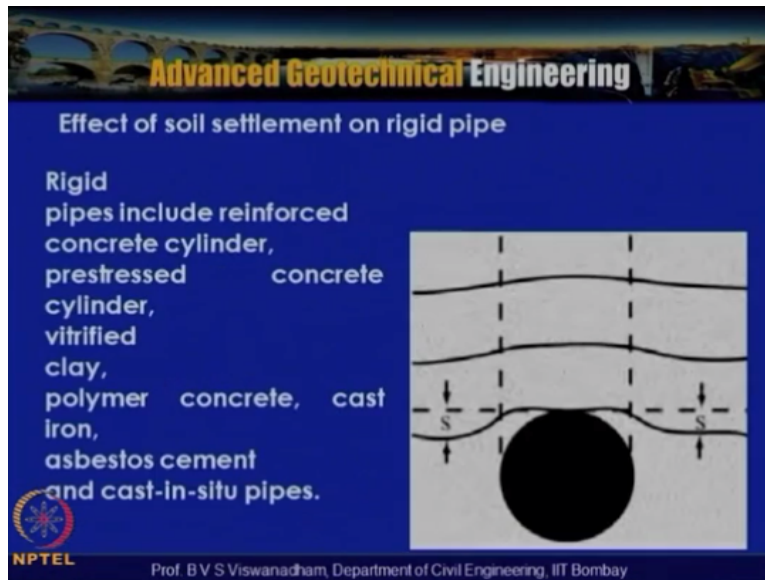 Advanced Geotechnical Engineering
Effect of soil settlement on rigid pipe
Rigid
pipes include reinforced
concrete cylinder,
prestressed concrete
cylinder,
vitrified
clay,
polymer concrete, cast
iron,
asbestos cement
and cast-in-situ pipes.
S S
NPTEL
Prof. B V S Viswanadham, Department of Civil Engineering, IIT Bombay